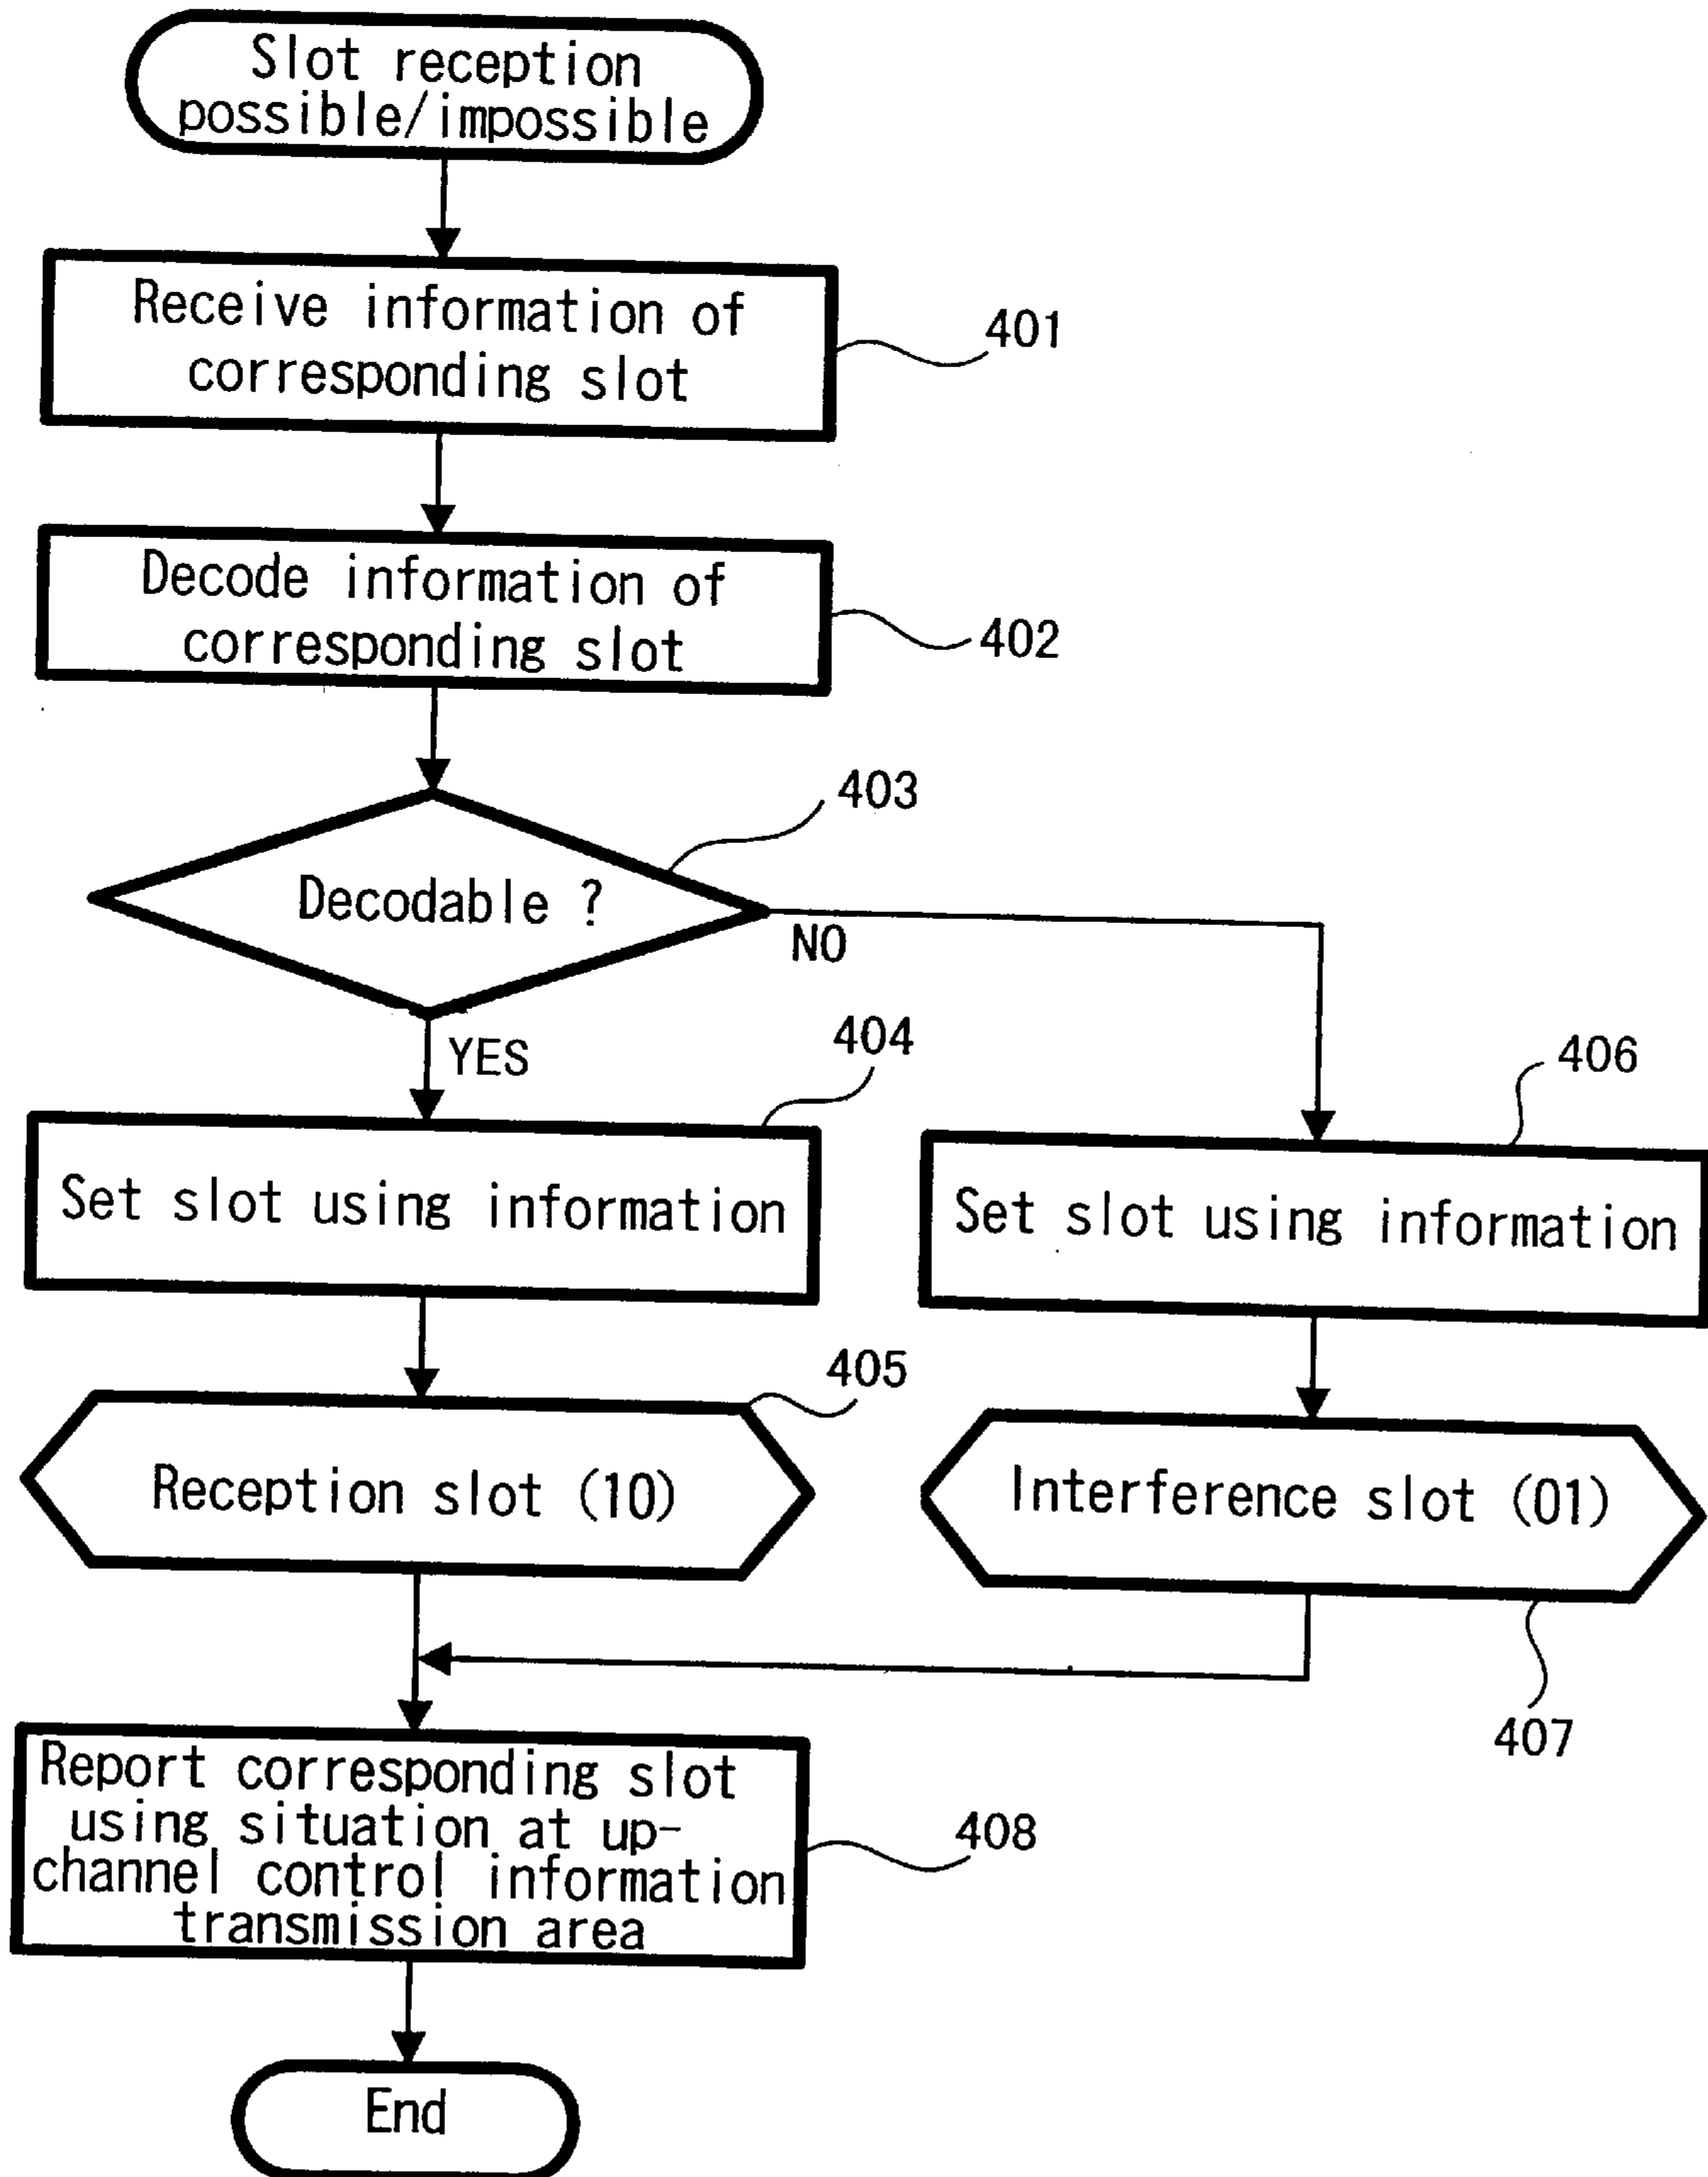 Slot reception
possible/impossible
Receive information of
corresponding slot
401
Decode information of
corresponding slot
402
403
Decodable ?
NO
YES
404
406
Set slot using information
Set slot using information
405
Reception slot (10)
Interference slot (01)
407
Report corresponding slot
using situation at up-
channel control information
transmission area
408
End